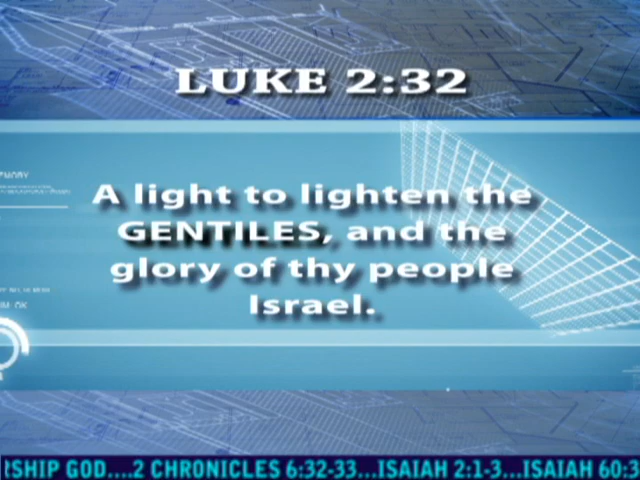 LUKE 2:32
A light to lighten the
GENTILES, and the
glory of thy people
Israel.
RSHIP GOD....2 CHRONICLES 6:32-33...ISAIAH 2:1-3...ISAIAH 60:3